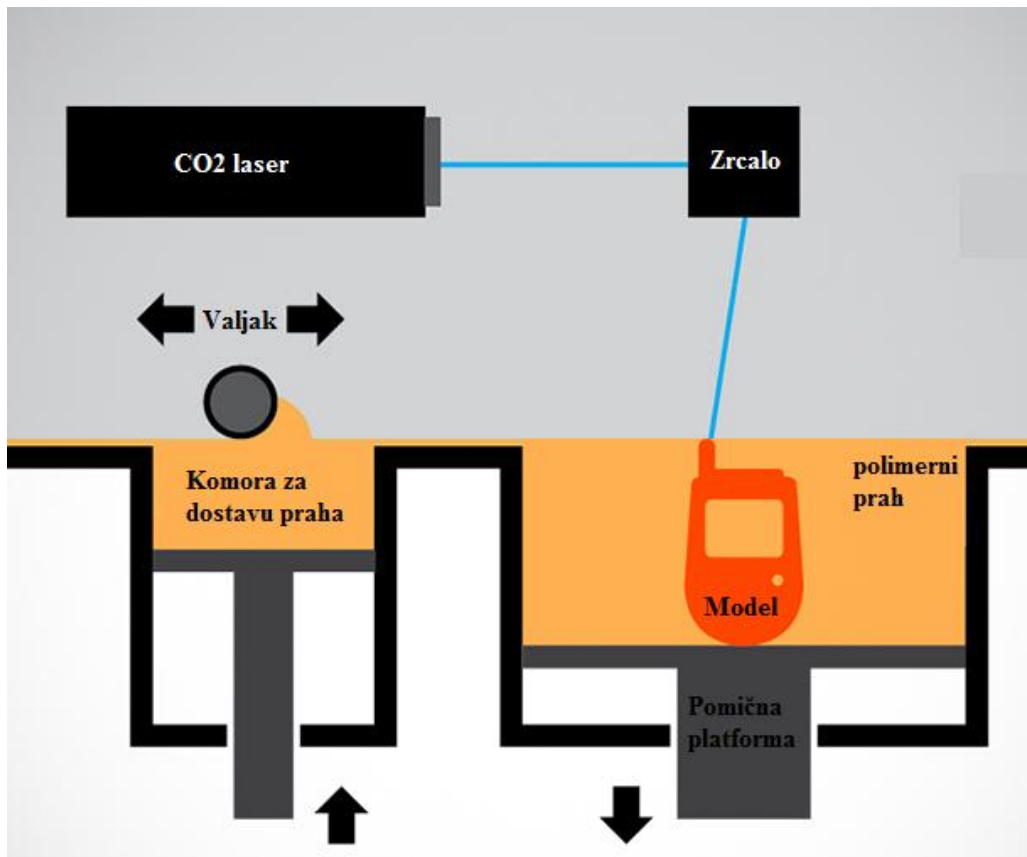 CO2 laser
Zrcalo
Valjak
Komora za
dostavu praha
polimerni
prah
Model
Pomična
platforma